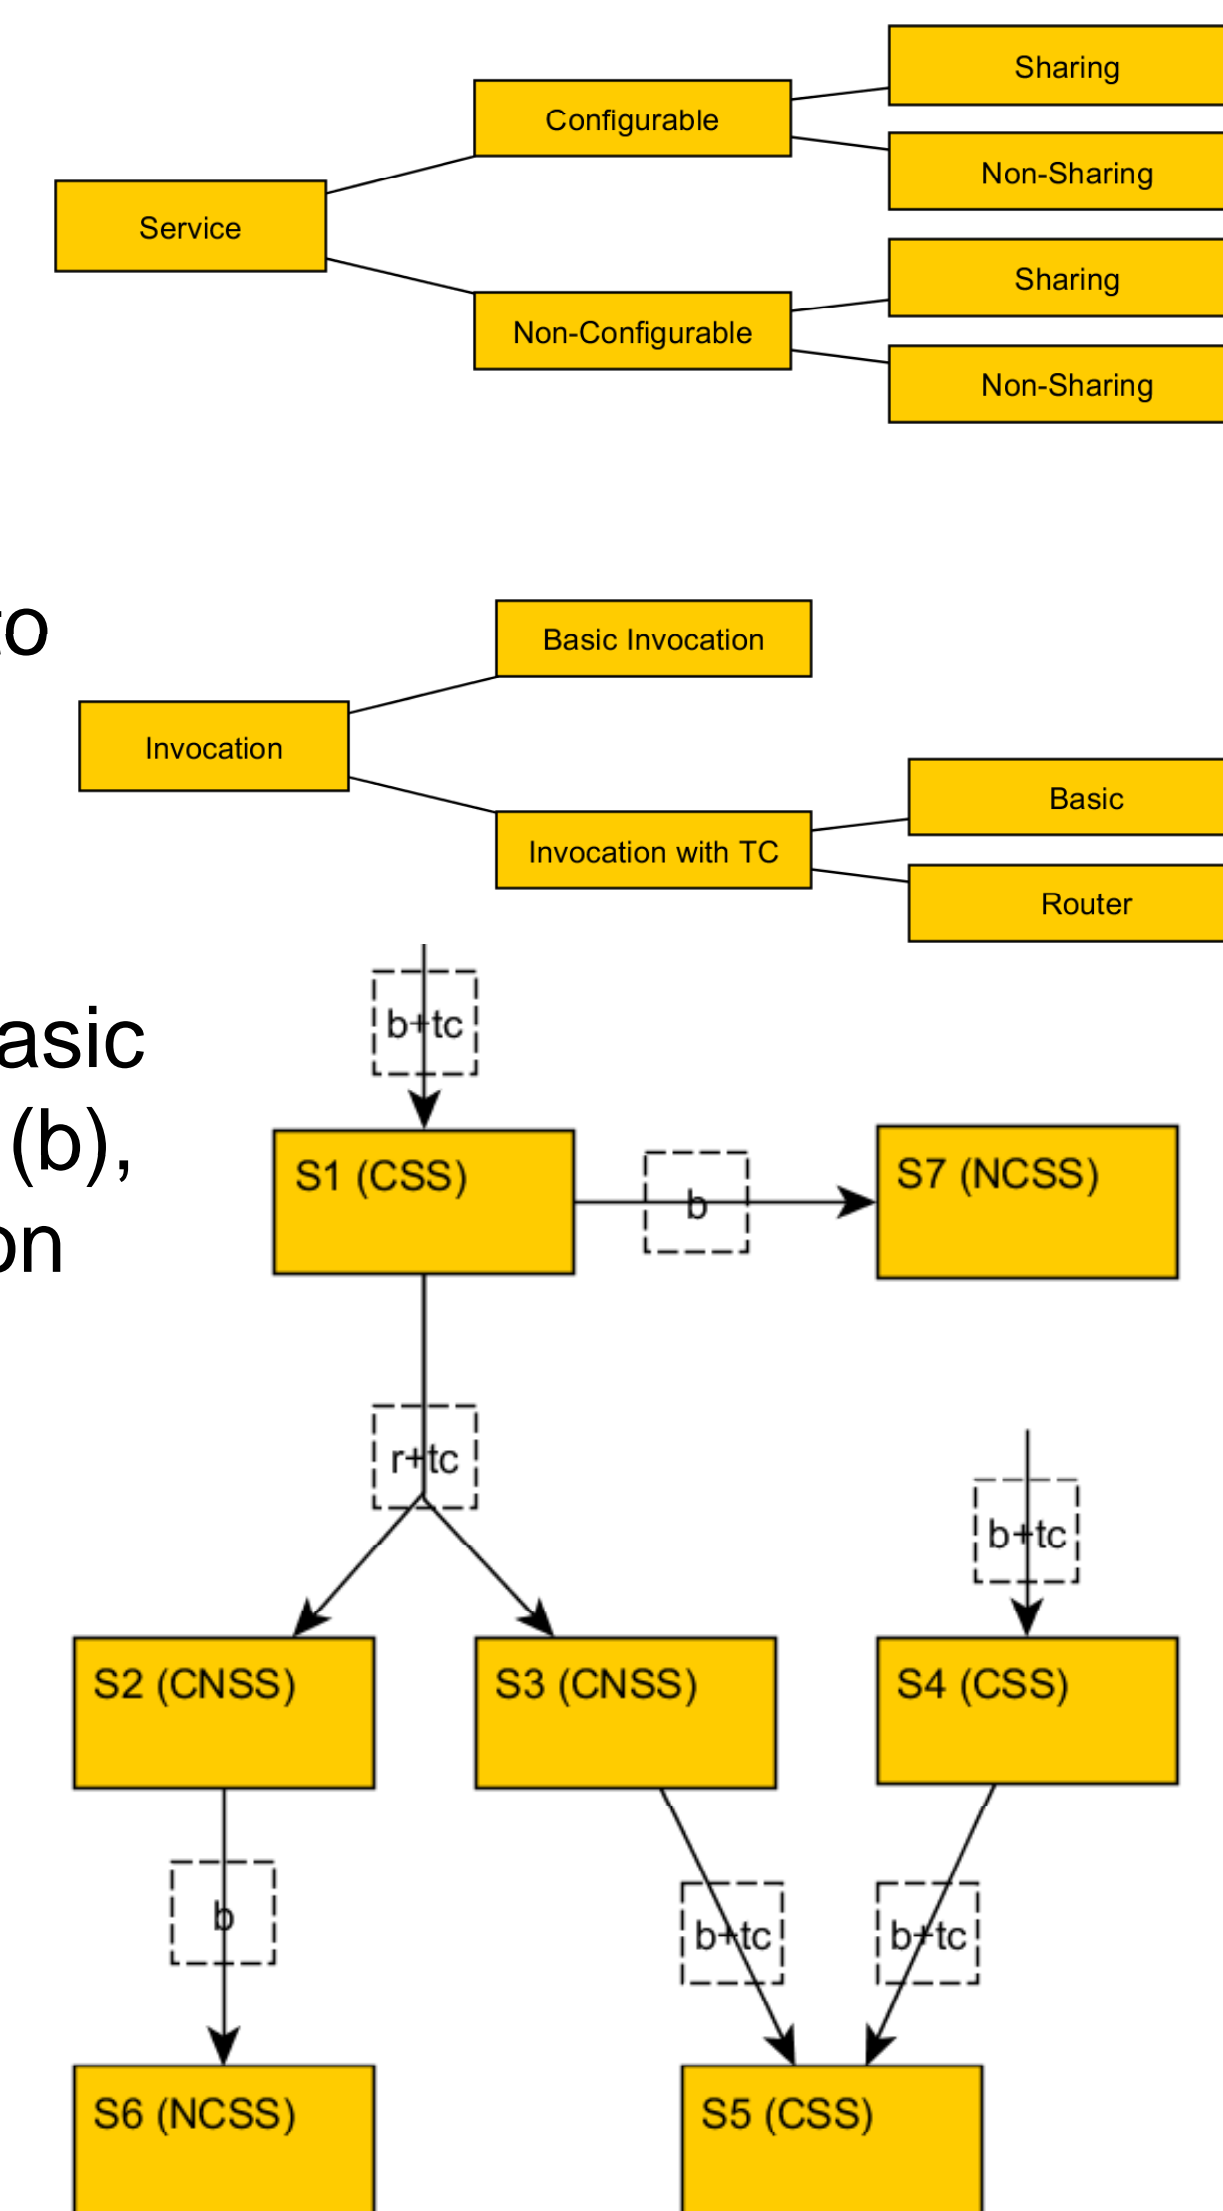 Sharing
Configurable
Non-Sharing
Service
Sharing
Non-Configurable
Non-Sharing
to
Basic Invocation
Invocation
Basic
Invocation with TC
Router
asic
b+tc
(b),
S1 (CSS)
b
S7 (NCSS)
on
r+tc
b+tc
S2 (CNSS)
S3 (CNSS)
S4 (CSS)
b
b+tc
b+tc
S6 (NCSS)
S5 (CSS)